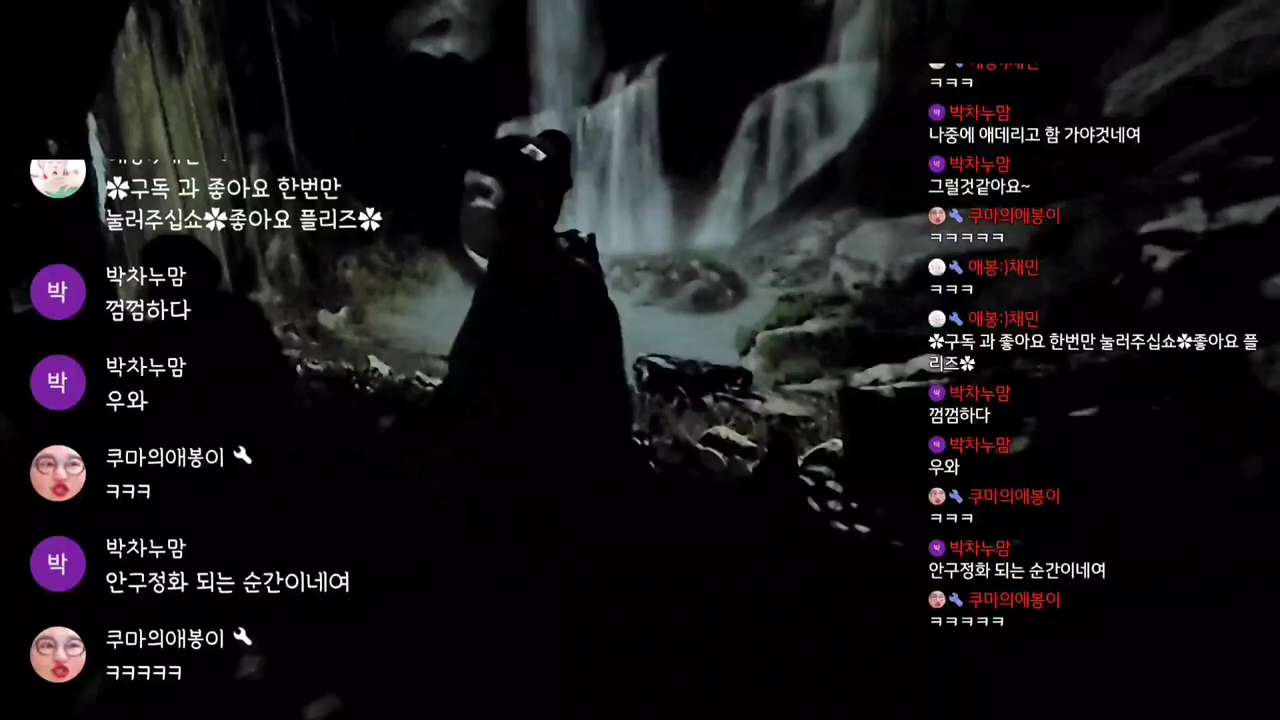 ✽구독 과 좋아요 한번만
눌러주십쇼✽좋아요 플리즈✽
박
박차누맘
껌껌하다
박
박차누맘
우와
쿠마의애봉이
ㅋㅋㅋ
박
박차누맘
안구정화 되는 순간이네여
쿠마의애봉이
ㅋㅋㅋㅋㅋ
ㅋㅋㅋ
박
박차누맘
나중에 애데리고 함 가야것네여
박
박차누맘
그럴것같아요~
쿠마의애봉이
ㅋㅋㅋㅋㅋ
애봉:)채민
ㅋㅋㅋ
애봉:)채민
✽구독 과 좋아요 한번만 눌러주십쇼✽좋아요 플
리즈✽
박
박차누맘
껌껌하다
박
박차누맘
우와
쿠마의애봉이
ㅋㅋㅋ
박
박차누맘
안구정화 되는 순간이네여
쿠마의애봉이
ㅋㅋㅋㅋㅋ